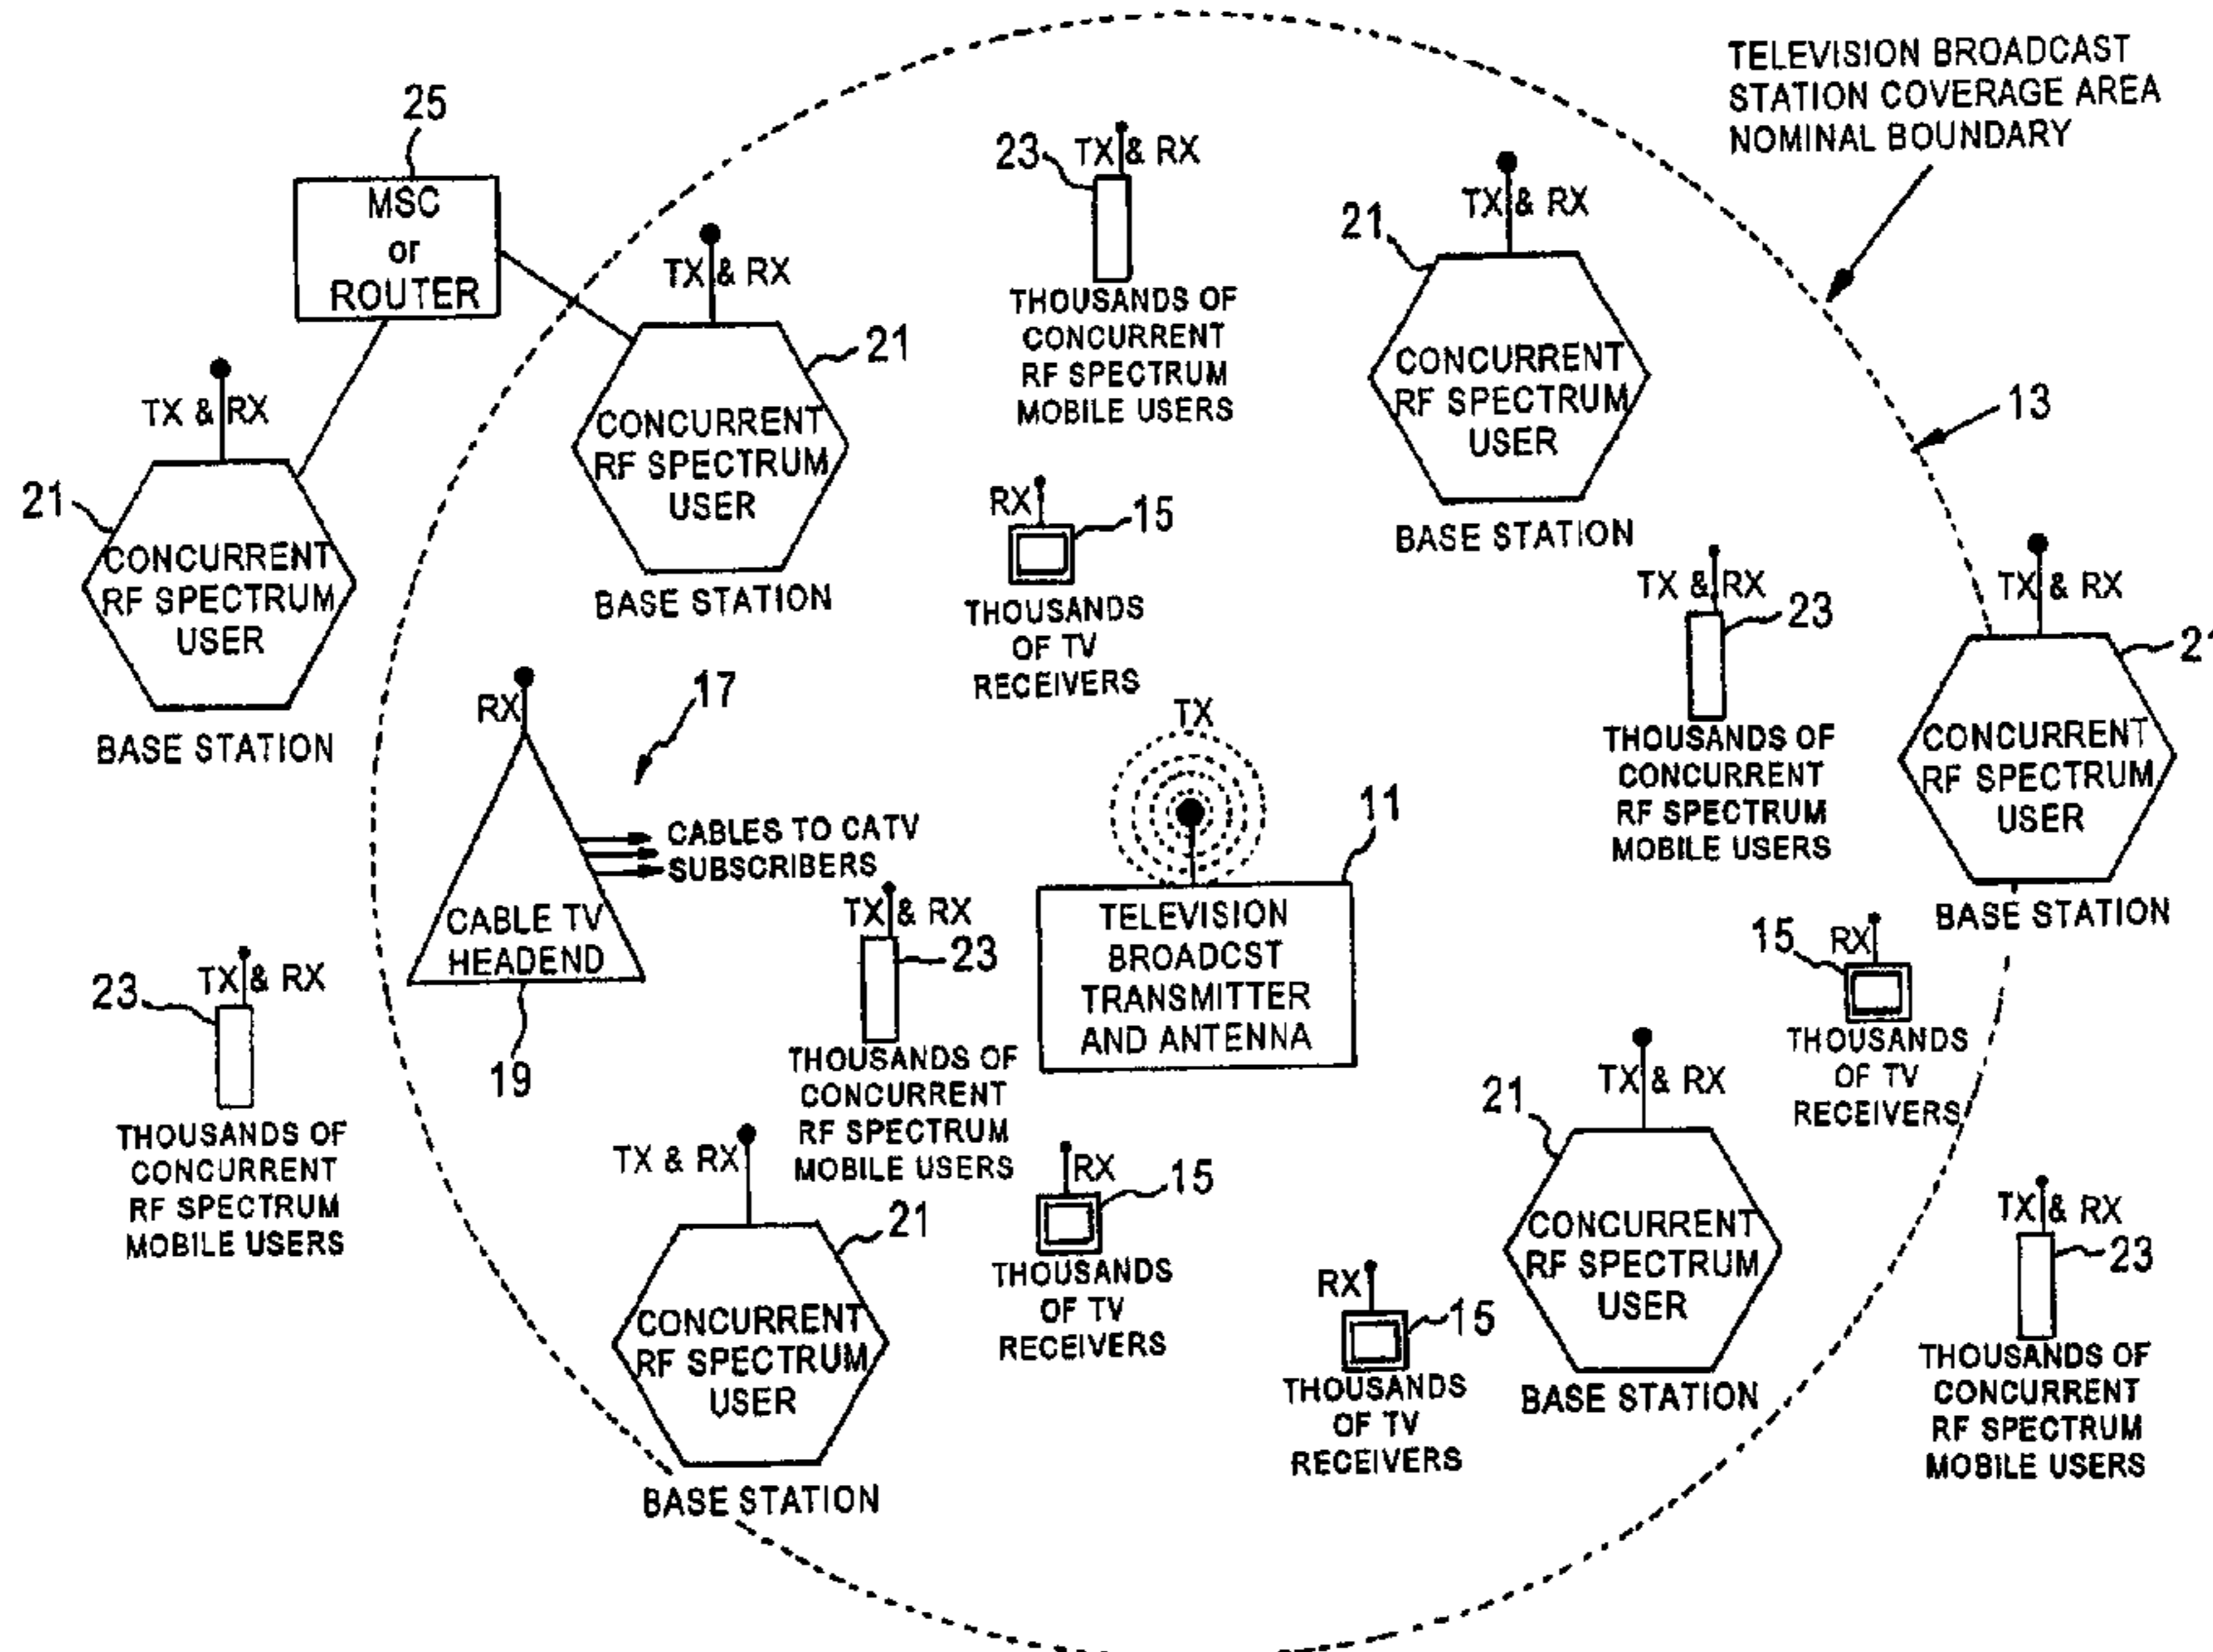 TELEVISION BROADCAST
STATION COVERAGE AREA
NOMINAL BOUNDARY
25
MSC
or
ROUTER
23
TX & RX
THOUSANDS OF
CONCURRENT
RF SPECTRUM
MOBILE USERS
TX & RX
21
CONCURRENT
RF SPECTRUM
USER
BASE STATION
TX & RX
21
CONCURRENT
RF SPECTRUM
USER
BASE STATION
13
TX & RX
21
CONCURRENT
RF SPECTRUM
USER
BASE STATION
RX
15
THOUSANDS
OF TV
RECEIVERS
TX & RX
23
THOUSANDS OF
CONCURRENT
RF SPECTRUM
MOBILE USERS
TX & RX
21
CONCURRENT
RF SPECTRUM
USER
BASE STATION
RX
17
CABLES TO CATV
SUBSCRIBERS
CABLE TV
HEADEND
19
TX
11
TELEVISION
BROADCST
TRANSMITTER
AND ANTENNA
TX & RX
23
THOUSANDS OF
CONCURRENT
RF SPECTRUM
MOBILE USERS
15
RX
THOUSANDS
OF TV
RECEIVERS
23
TX & RX
THOUSANDS OF
CONCURRENT
RF SPECTRUM
MOBILE USERS
TX & RX
21
CONCURRENT
RF SPECTRUM
USER
BASE STATION
RX
15
THOUSANDS
OF TV
RECEIVERS
RX
15
THOUSANDS
OF TV
RECEIVERS
TX & RX
21
CONCURRENT
RF SPECTRUM
USER
BASE STATION
TX & RX
23
THOUSANDS OF
CONCURRENT
RF SPECTRUM
MOBILE USERS